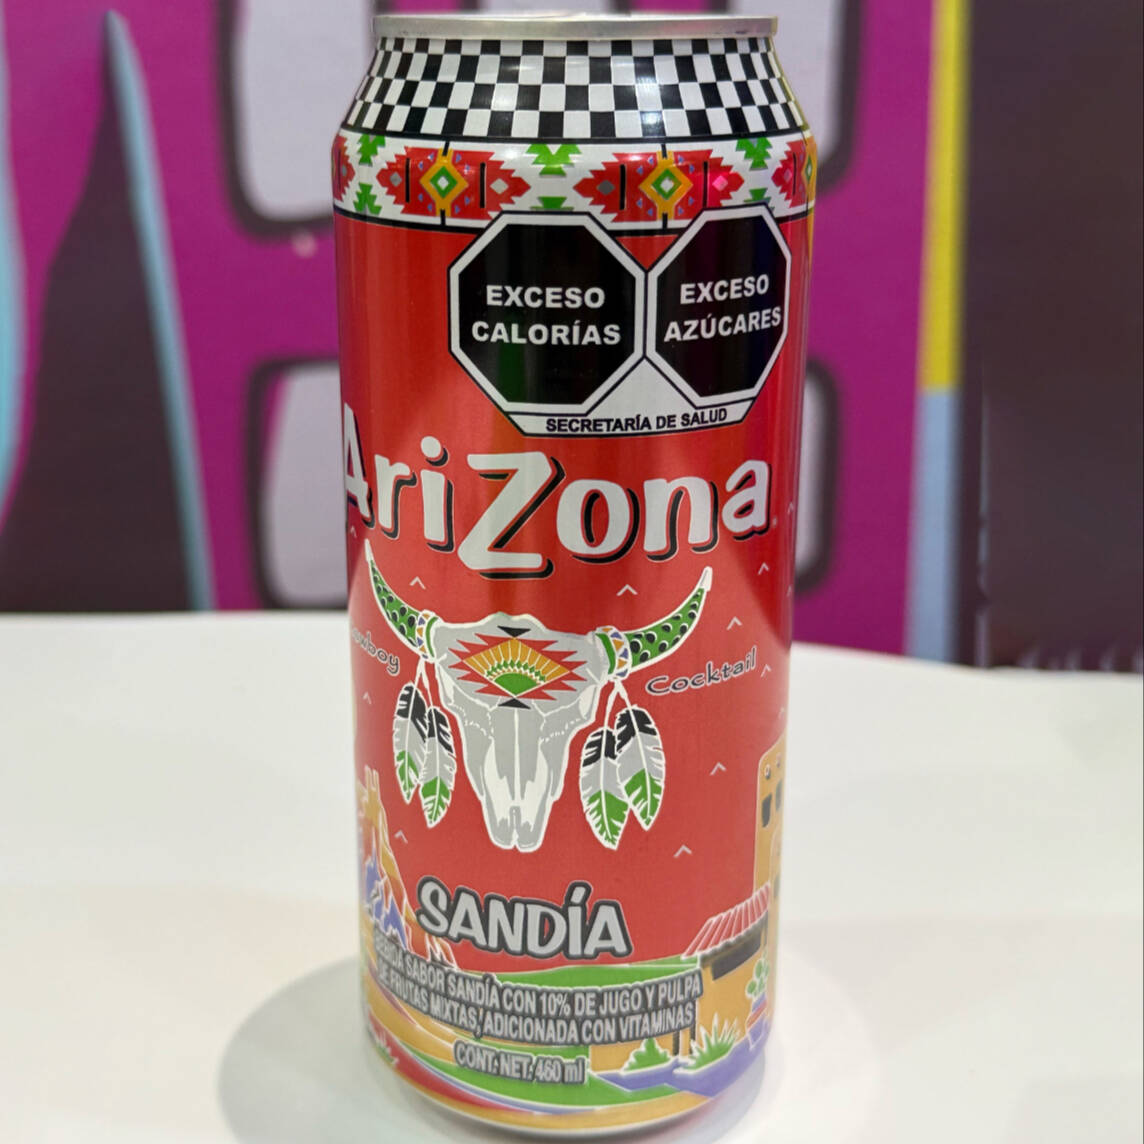 EXCESO
CALORÍAS
EXCESO
AZÚCARES
SECRETARÍA DE SALUD
AriZona
Cocktail
SANDÍA
BEBIDA SABOR SANDÍA CON 10% DE JUGO Y PULPA
DE FRUTAS MIXTAS, ADICIONADA CON VITAMINAS
CONT. NET. 460 ml